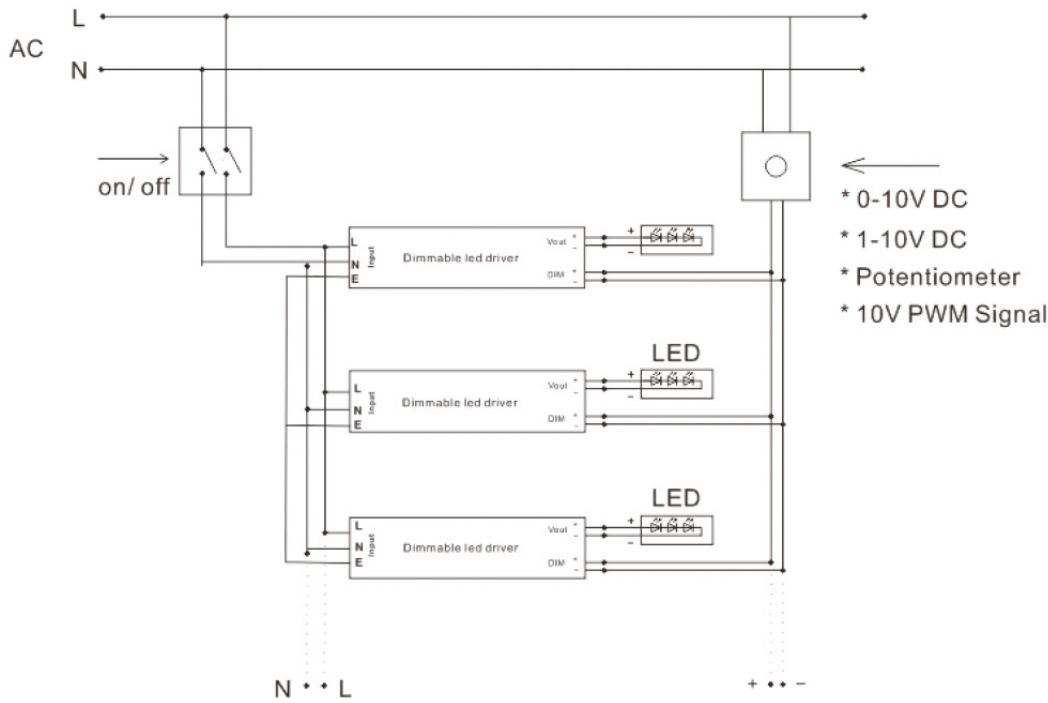 L
AC
N
on/ off
* 0-10V DC
* 1-10V DC
* Potentiometer
* 10V PWM Signal
L
N
E
Input
Dimmable led driver
Vout + -
DIM + -
+
-
LED
L
N
E
Input
Dimmable led driver
Vout + -
DIM + -
+
-
LED
L
N
E
Input
Dimmable led driver
Vout + -
DIM + -
+
-
N L
+ -